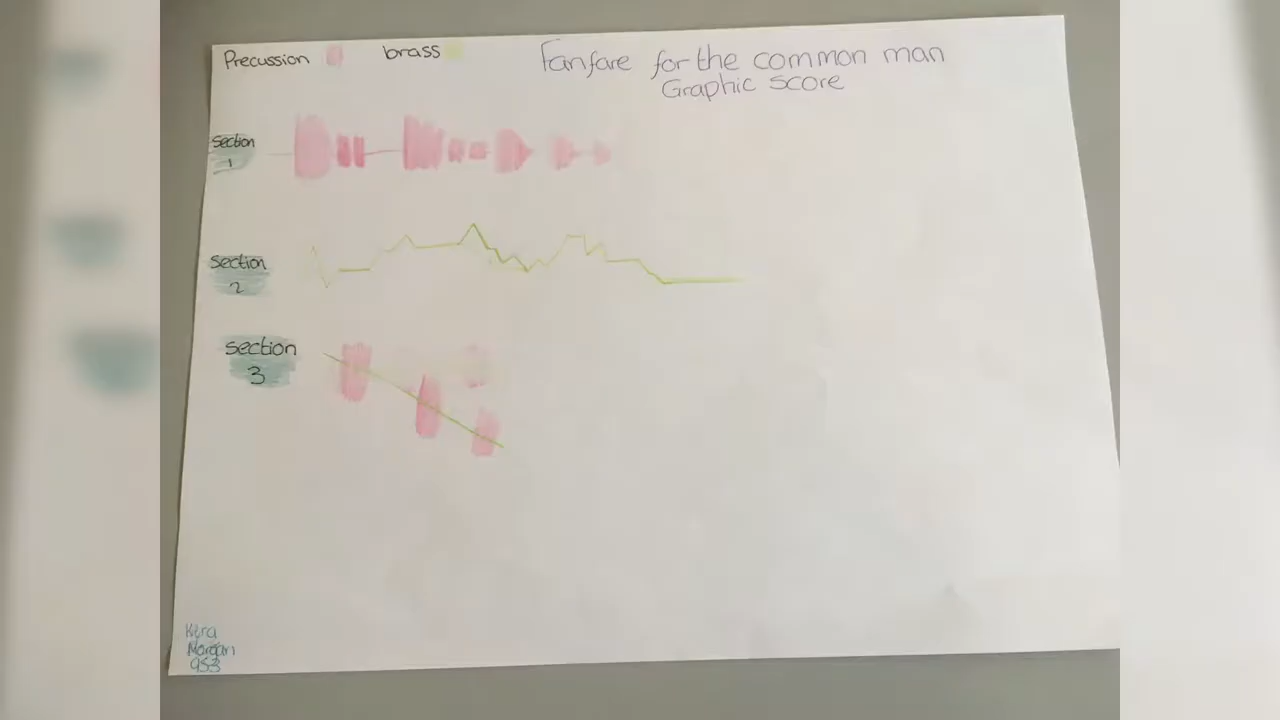 Precussion brass
Fanfare for the common man
Graphic Score
Section
1
Section
2
Section
3
Kera
Morgan
9S3